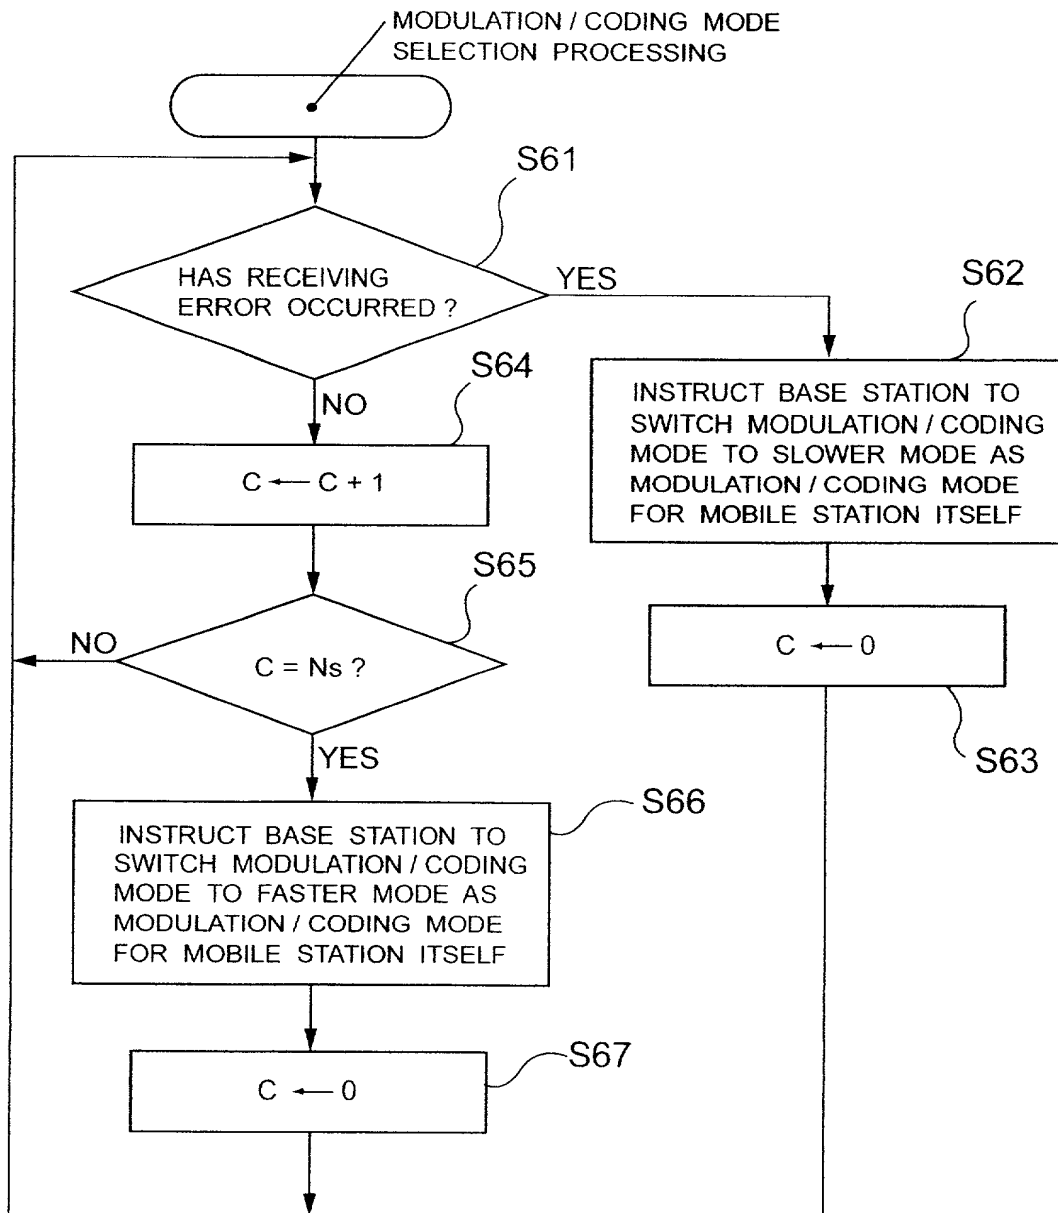 MODULATION / CODING MODE
SELECTION PROCESSING
S61
HAS RECEIVING
ERROR OCCURRED ?
YES
S62
INSTRUCT BASE STATION TO
SWITCH MODULATION / CODING
MODE TO SLOWER MODE AS
MODULATION / CODING MODE
FOR MOBILE STATION ITSELF
C ← 0
S63
NO
S64
C ← C + 1
S65
C = Ns ?
NO
YES
S66
INSTRUCT BASE STATION TO
SWITCH MODULATION / CODING
MODE TO FASTER MODE AS
MODULATION / CODING MODE
FOR MOBILE STATION ITSELF
S67
C ← 0